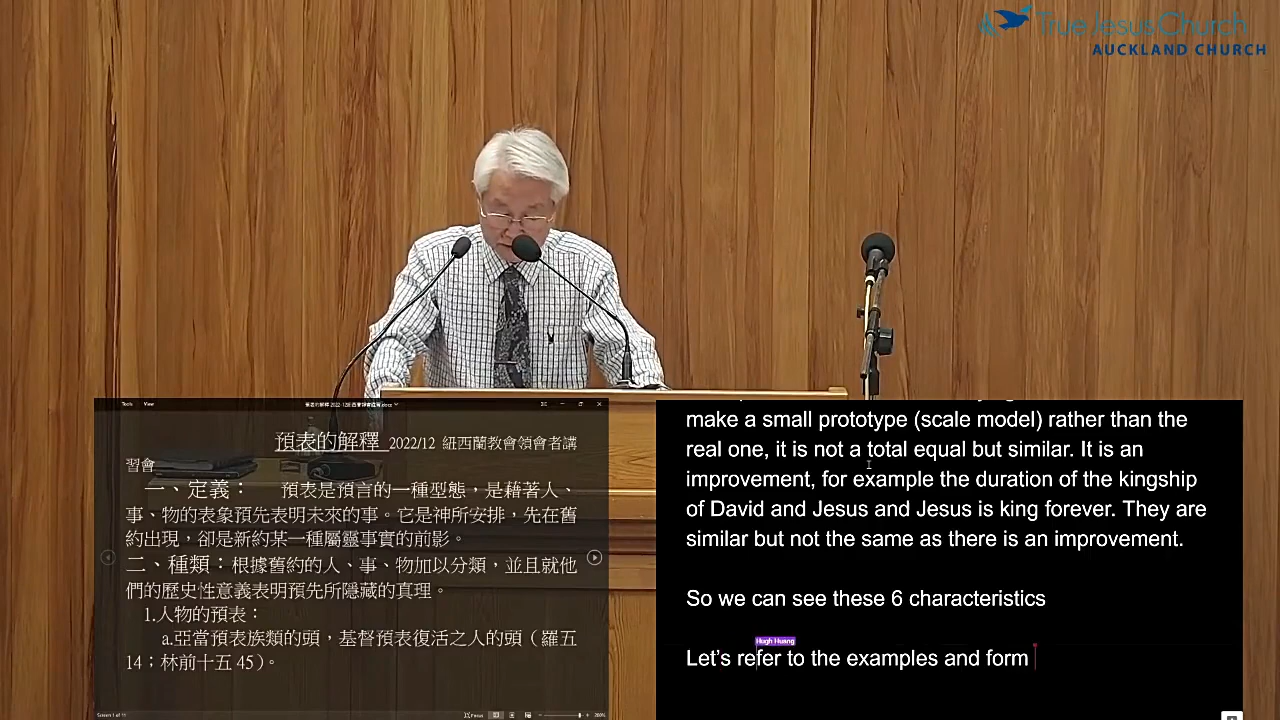 True Jesus Church
AUCKLAND CHURCH
Tools View
預表的解釋 2022/12 紐西蘭教會領會者講
習會
一、定義： 預表是預言的一種型態，是藉著人、
事、物的表象預先表明未來的事。它是神所安排，先在舊
約出現，卻是新約某一種屬靈事實的前影。
二、種類：根據舊約的人、事、物加以分類，並且就他
們的歷史性意義表明預先所隱藏的真理。
1.人物的預表：
a.亞當預表族類的頭，基督預表復活之人的頭（羅五
14；林前十五 45）。
Screen 1 of 11
Focus
200%
make a small prototype (scale model) rather than the
real one, it is not a total equal but similar. It is an
improvement, for example the duration of the kingship
of David and Jesus and Jesus is king forever. They are
similar but not the same as there is an improvement.
So we can see these 6 characteristics
Hugh Huang
Let's refer to the examples and form